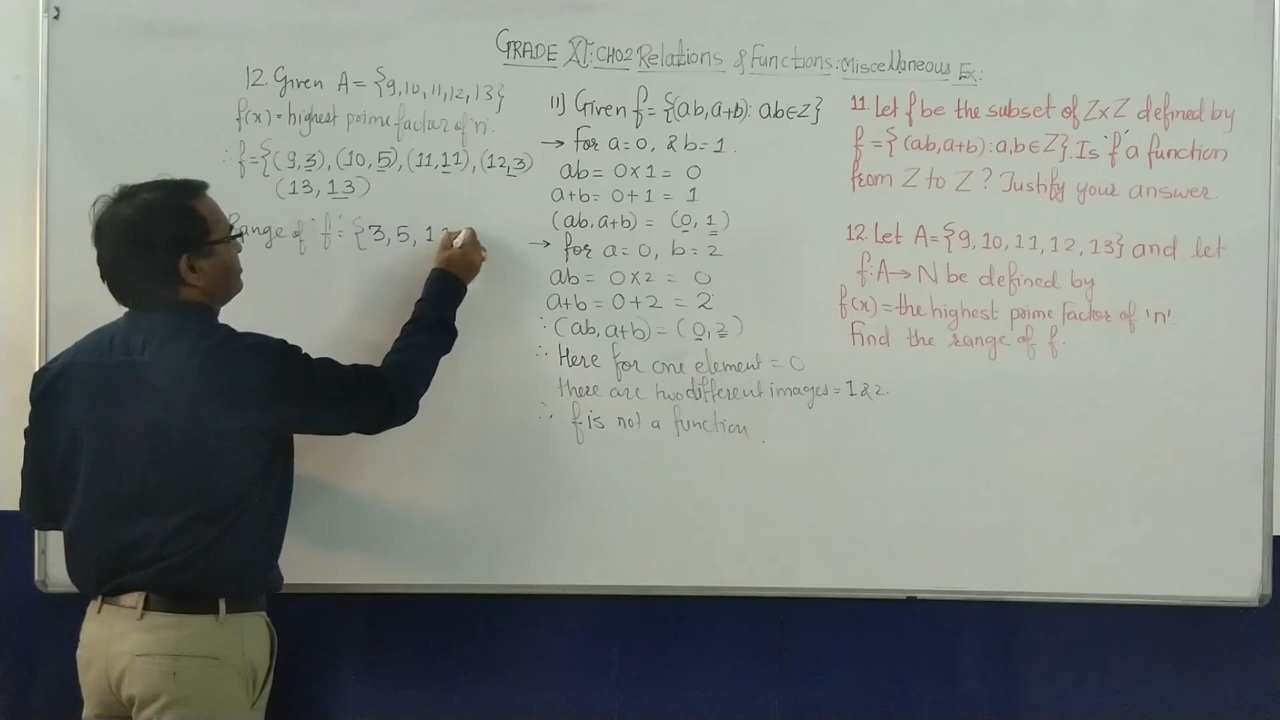 GRADE XI: CH02 Relations & Functions: Miscellaneous Ex:
12. Given A = {9,10,11,12,13}
f(x) = highest prime factor of 'n'.
∴ f={(9,3),(10,5),(11,11),(12,3)
(13,13)
Range of 'f' = {3,5,11
11) Given f = {(ab,a+b): ab∈Z}
→ for a=0, & b=1.
ab = 0×1 = 0
a+b = 0+1 = 1
(ab,a+b) = (0,1)
→ for a=0, b=2
ab = 0×2 = 0
a+b = 0+2 = 2
∴ (ab,a+b) = (0,2)
∴ Here for one element = 0
there are two different images = 1&2.
∴ f is not a function.
11. Let f be the subset of Z×Z defined by
f = {(ab,a+b):a,b∈Z}. Is 'f' a function
from Z to Z? Justify your answer.
12. Let A={9,10,11,12,13} and let
f:A→N be defined by
f(x)=the highest prime factor of 'n'.
Find the range of f.